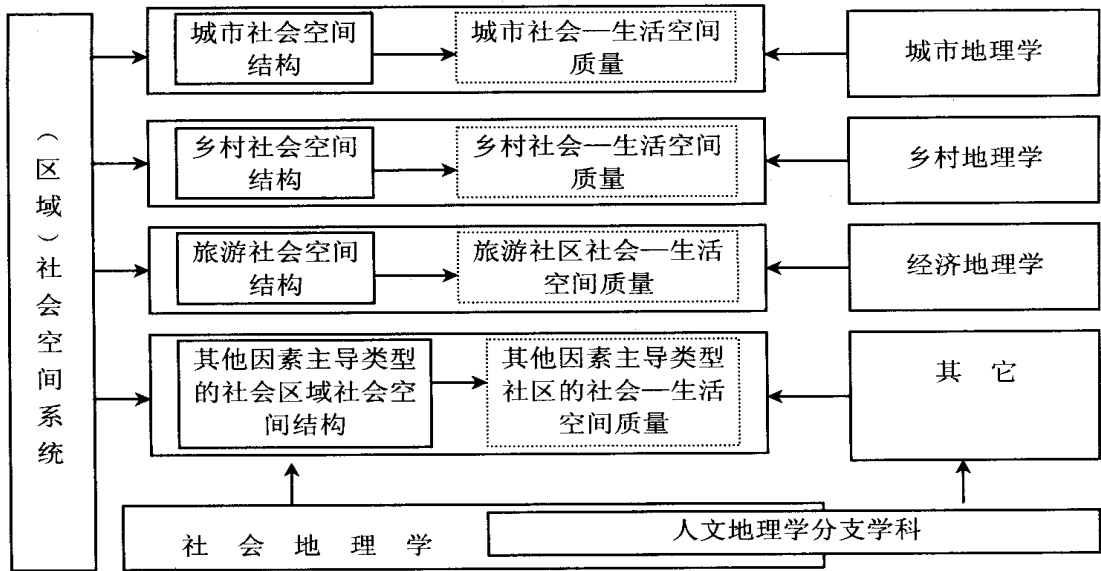 （区域）社会空间系统
城市社会空间
结构
城市社会—生活空间
质量
城市地理学
乡村社会空间
结构
乡村社会—生活空间
质量
乡村地理学
旅游社会空间
结构
旅游社区社会—生活
空间质量
经济地理学
其他因素主导类型
的社会区域社会空
间结构
其他因素主导类型
社区的社会—生活
空间质量
其 它
社 会 地 理 学
人文地理学分支学科